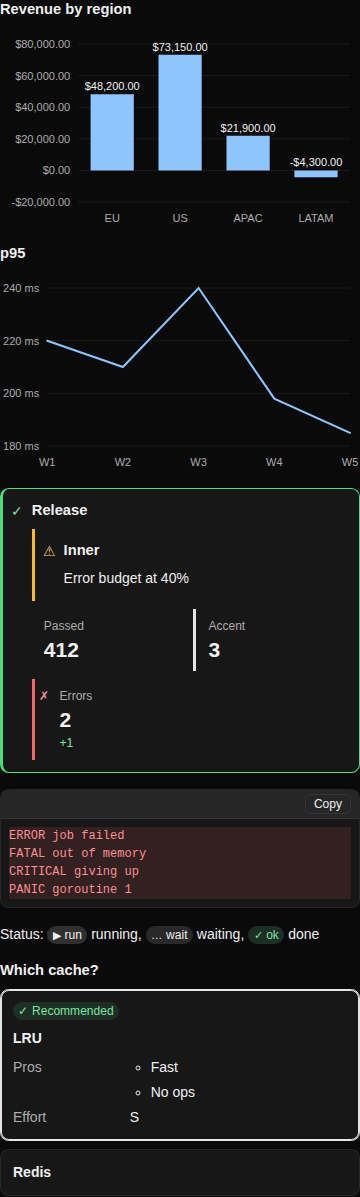 Revenue by region
$80,000.00
$60,000.00
$40,000.00
$20,000.00
$0.00
-$20,000.00
$48,200.00
$73,150.00
$21,900.00
-$4,300.00
EU US APAC LATAM
p95
240 ms
220 ms
200 ms
180 ms
W1 W2 W3 W4 W5
✓ Release
⚠ Inner
Error budget at 40%
Passed
412
Accent
3
✗ Errors
2
+1
Copy
ERROR job failed
FATAL out of memory
CRITICAL giving up
PANIC goroutine 1
Status: ▶ run running, … wait waiting, ✓ ok done
Which cache?
✓ Recommended
LRU
Pros
◦ Fast
◦ No ops
Effort S
Redis